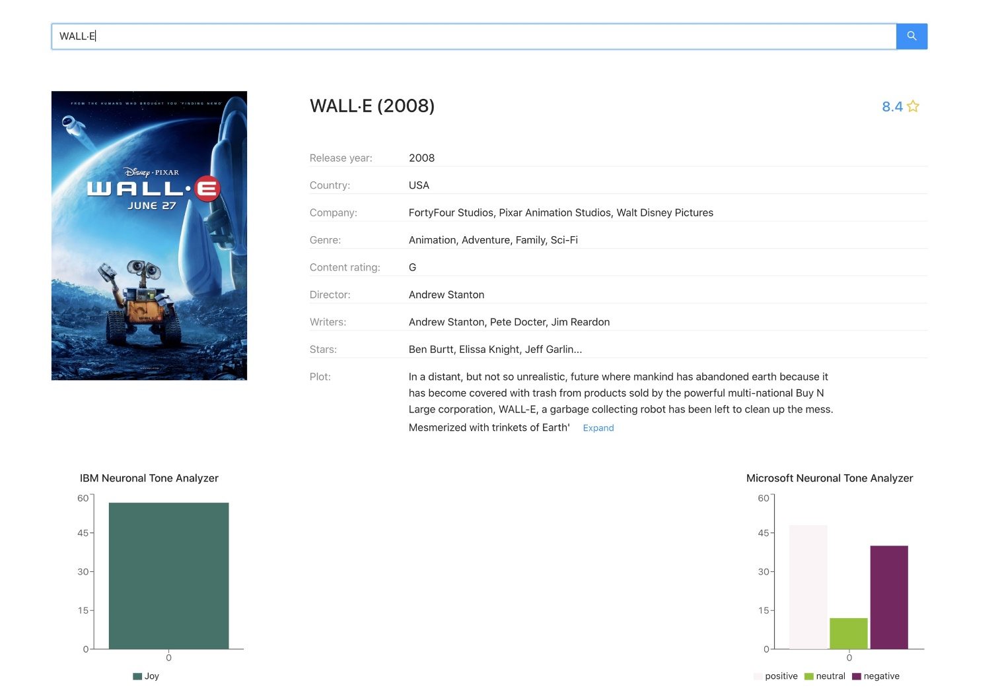 WALL·E
FROM THE HUMANS WHO BROUGHT YOU "FINDING NEMO"
Disney · PIXAR
WALL·E
JUNE 27
WALL·E
WALL·E (2008)
8.4
Release year: 2008
Country: USA
Company: FortyFour Studios, Pixar Animation Studios, Walt Disney Pictures
Genre: Animation, Adventure, Family, Sci-Fi
Content rating: G
Director: Andrew Stanton
Writers: Andrew Stanton, Pete Docter, Jim Reardon
Stars: Ben Burtt, Elissa Knight, Jeff Garlin...
Plot: In a distant, but not so unrealistic, future where mankind has abandoned earth because it
has become covered with trash from products sold by the powerful multi-national Buy N
Large corporation, WALL-E, a garbage collecting robot has been left to clean up the mess.
Mesmerized with trinkets of Earth' Expand
IBM Neuronal Tone Analyzer
60
45
30
15
0
0
Joy
Microsoft Neuronal Tone Analyzer
60
45
30
15
0
0
positive neutral negative